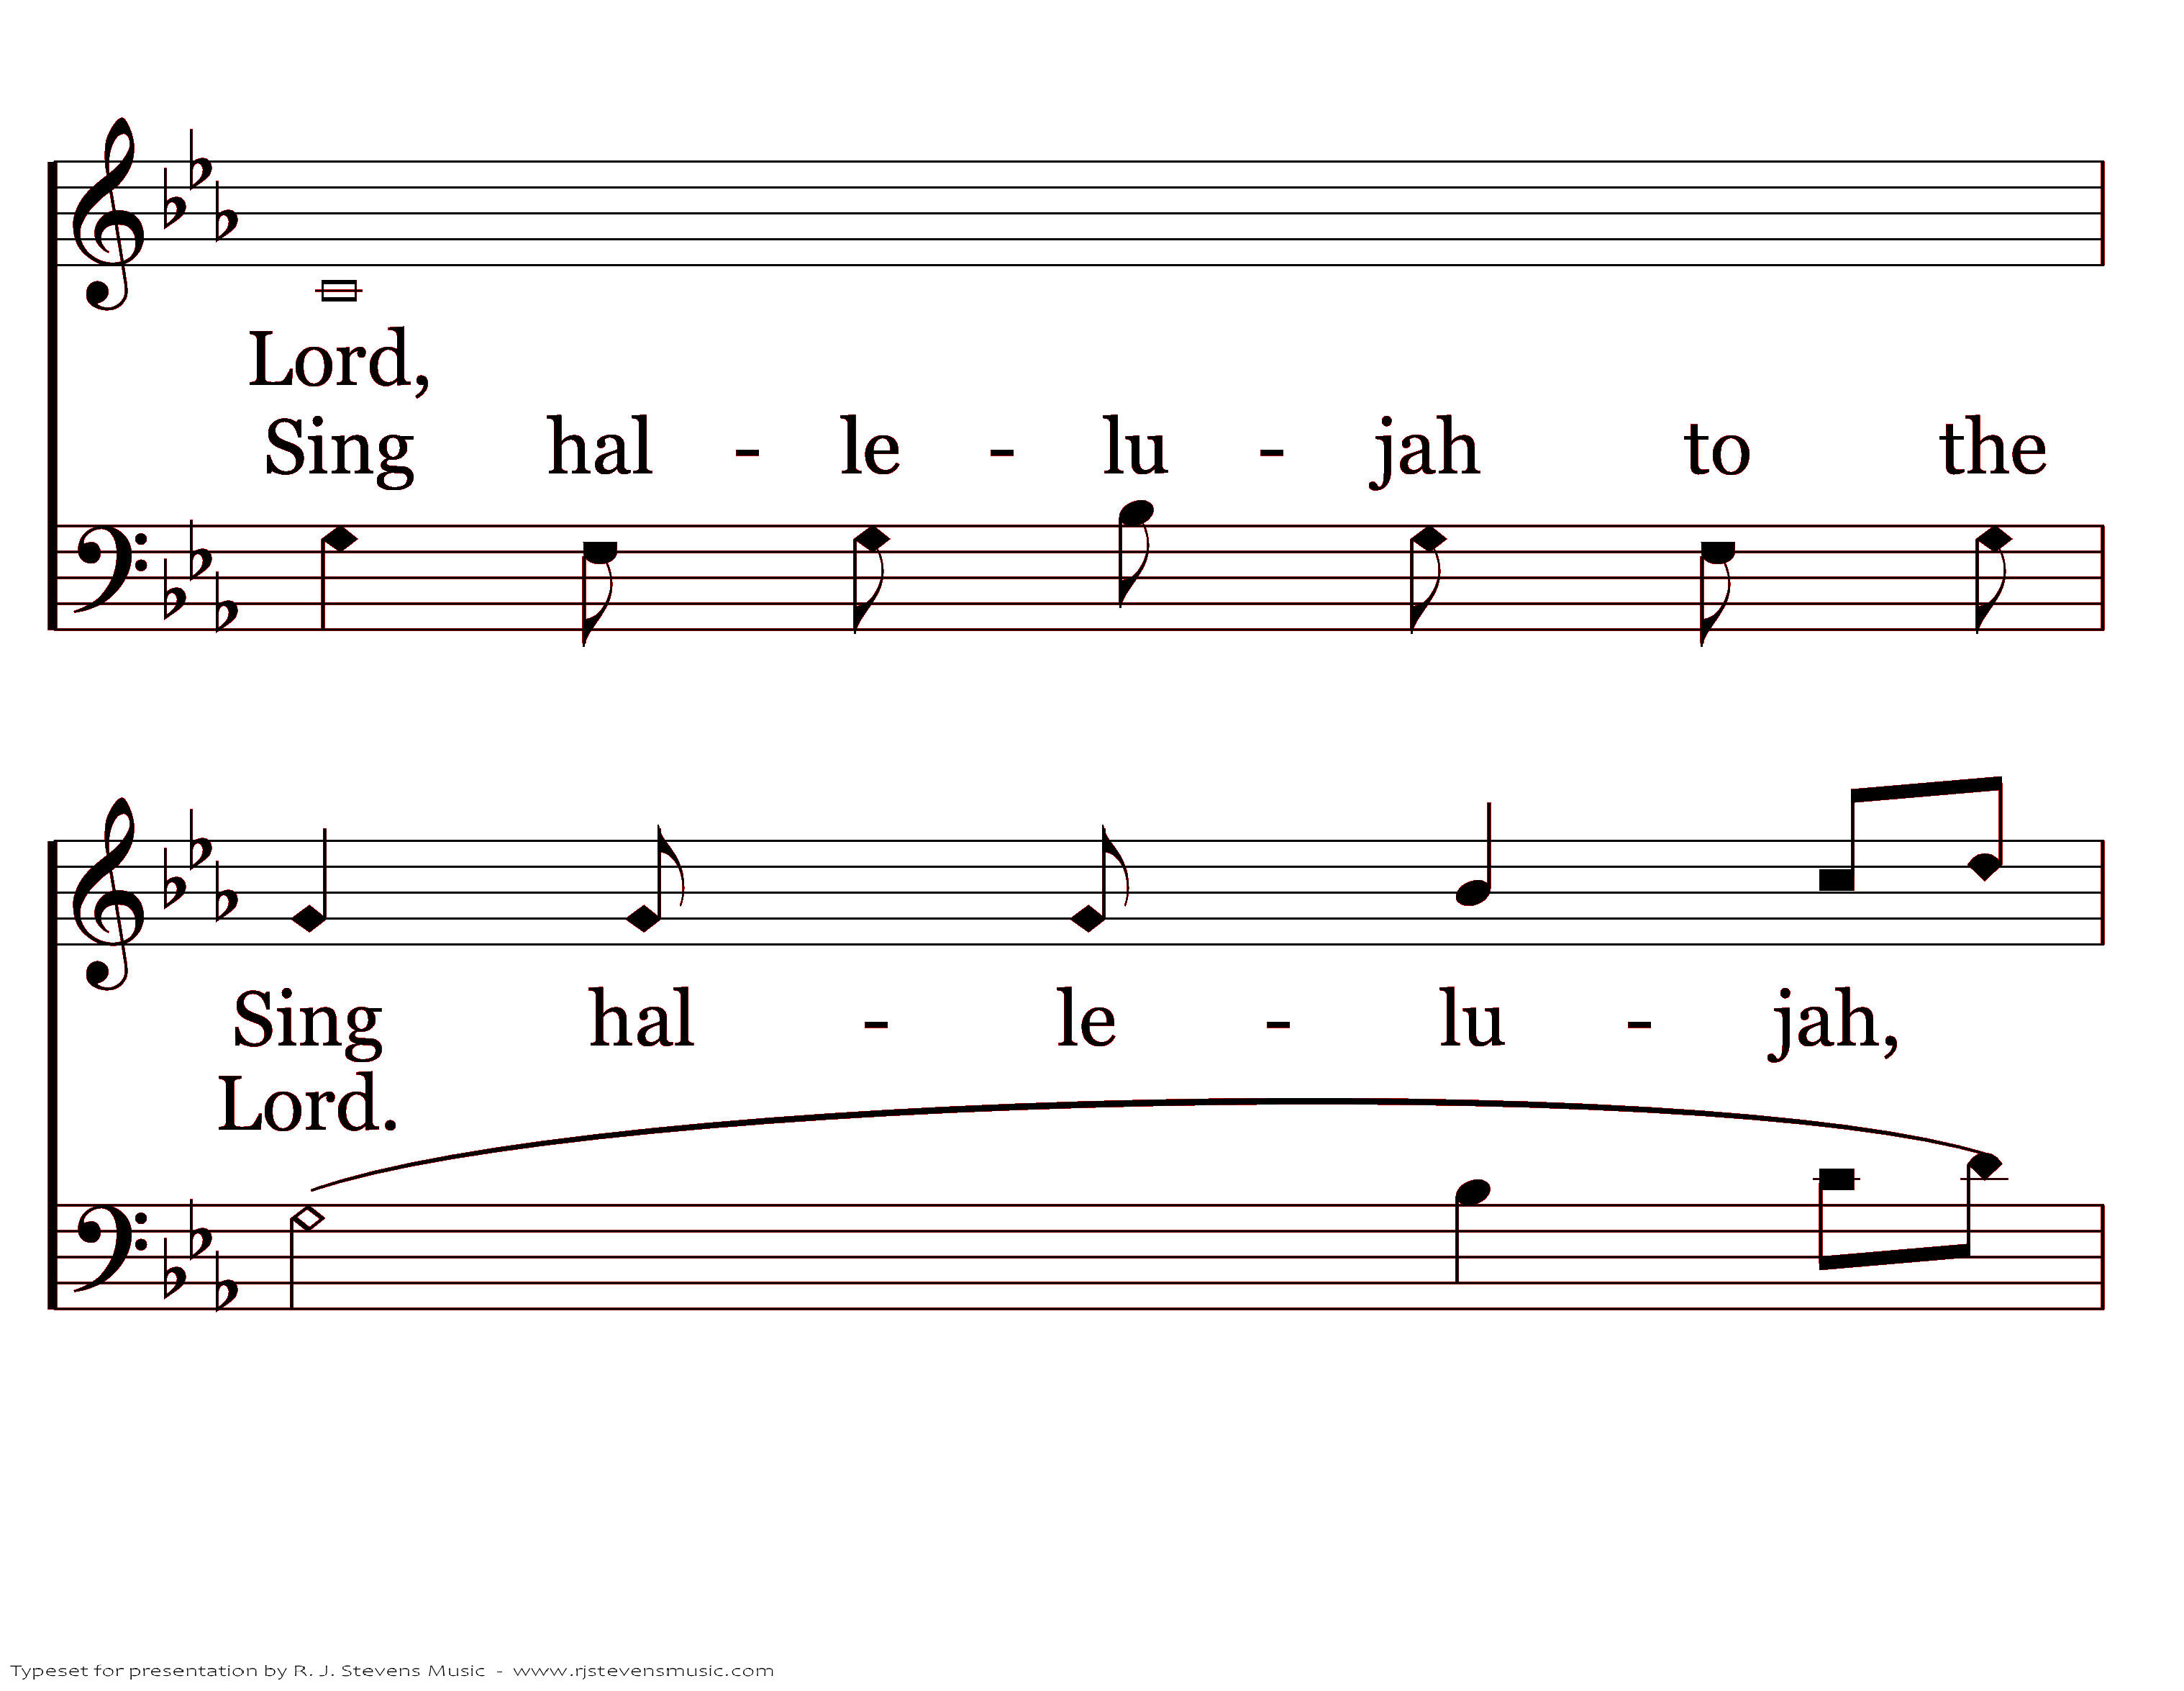 Lord,
Sing hal - le - lu - jah to the
Sing hal - le - lu - jah,
Lord.
Typeset for presentation by R. J. Stevens Music - www.rjstevensmusic.com